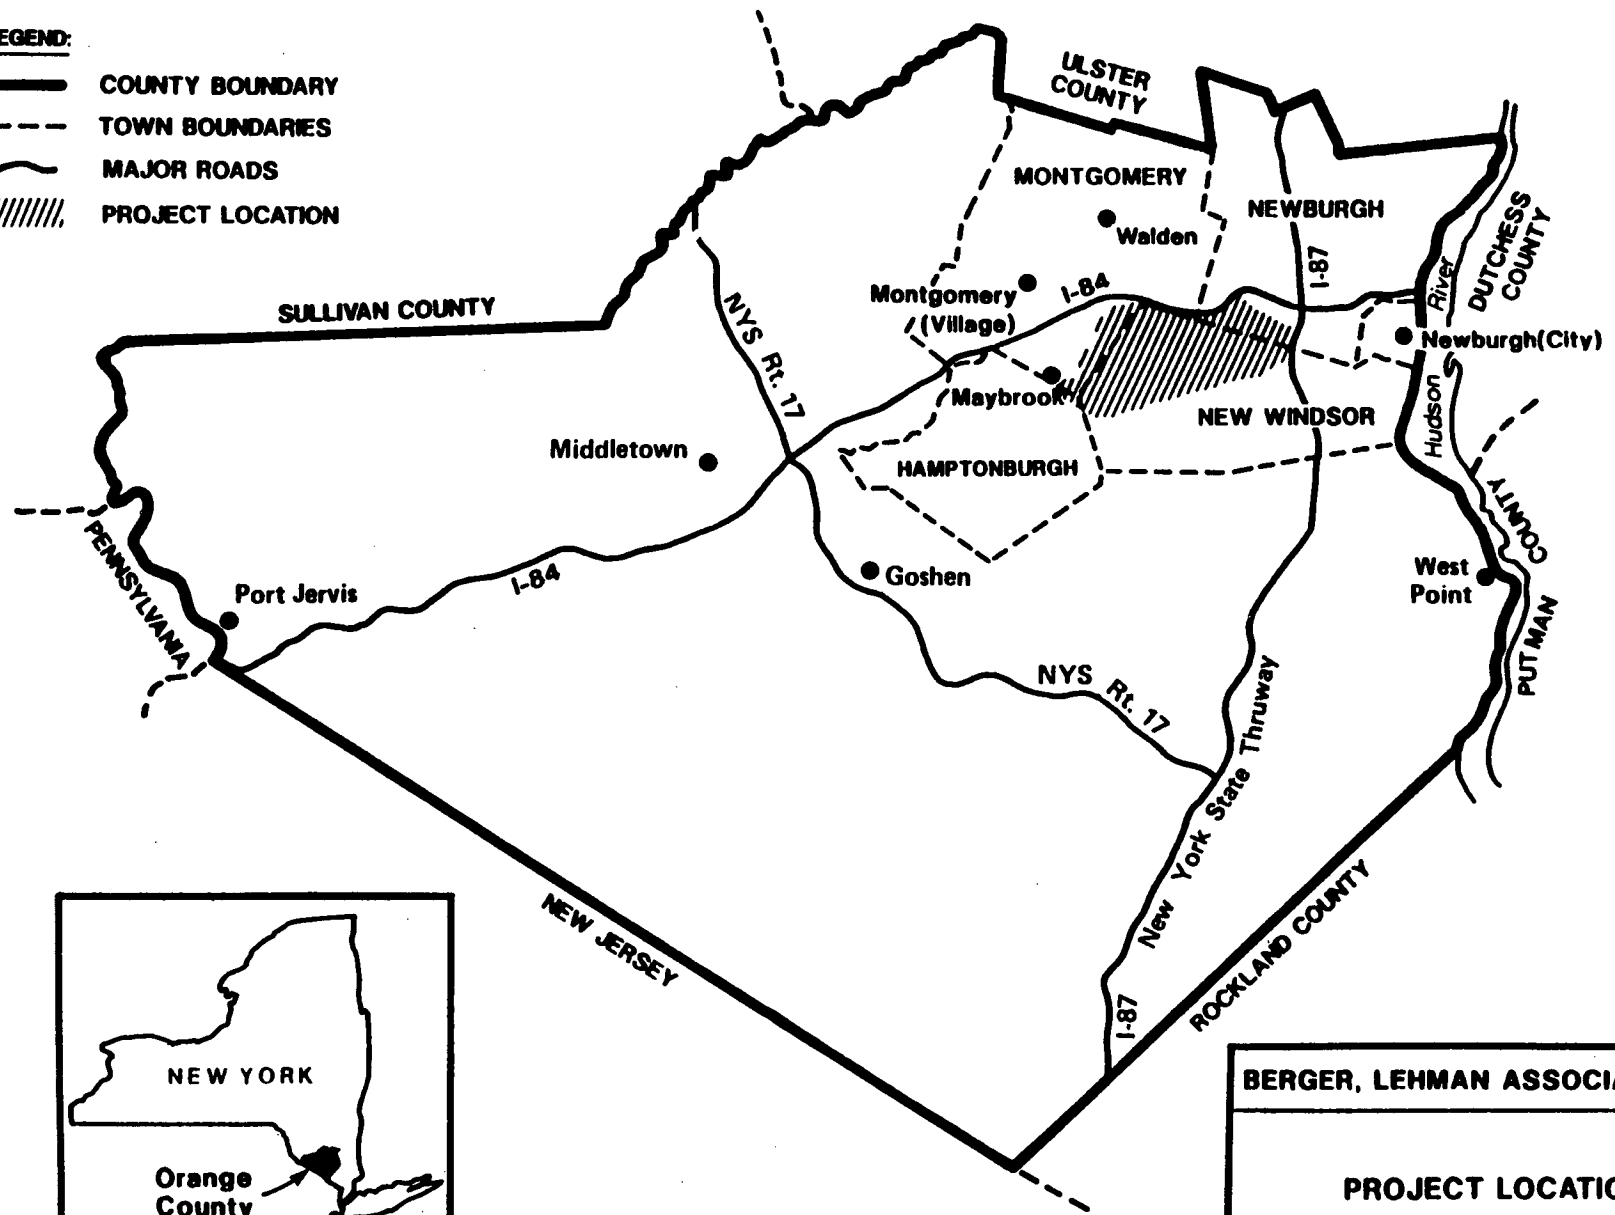 EGEND:
COUNTY BOUNDARY
TOWN BOUNDARIES
MAJOR ROADS
PROJECT LOCATION
ULSTER
COUNTY
MONTGOMERY
NEWBURGH
Walden
I-87
DUTCHESS
COUNTY
River
Montgomery
(Village)
I-84
SULLIVAN COUNTY
NYS Rt. 17
Newburgh(City)
Maybrook
NEW WINDSOR
Hudson
Middletown
HAMPTONBURGH
PENNSYLVANIA
I-84
Goshen
West
Point
COUNTY
PUTMAN
Port Jervis
NYS Rt. 17
New York State Thruway
NEW JERSEY
I-87
ROCKLAND COUNTY
NEW YORK
Orange
County
BERGER, LEHMAN ASSOCIA
PROJECT LOCATIO